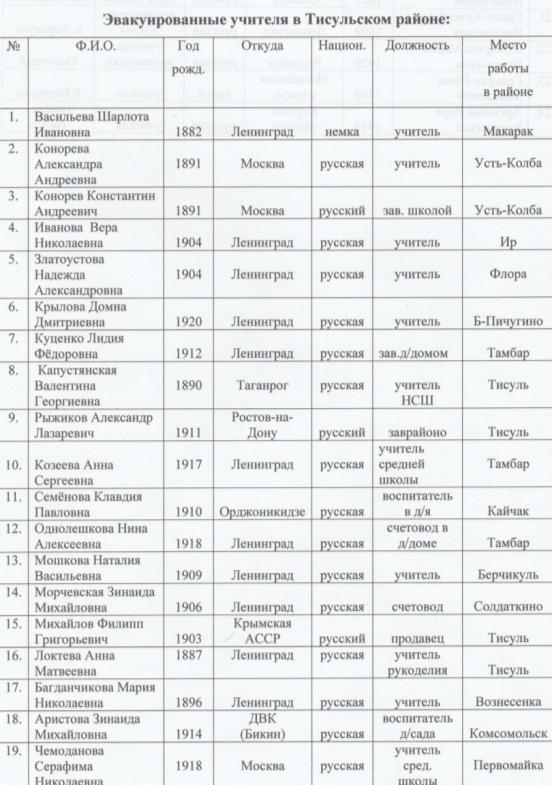 Эвакуированные учителя в Тисульском районе:
№ Ф.И.О. Год рожд. Откуда Национ. Должность Место работы в районе
1. Васильева Шарлота Ивановна 1882 Ленинград немка учитель Макарак
2. Конорева Александра Андреевна 1891 Москва русская учитель Усть-Колба
3. Конорев Константин Андреевич 1891 Москва русский зав. школой Усть-Колба
4. Иванова Вера Николаевна 1904 Ленинград русская учитель Ир
5. Златоустова Надежда Александровна 1904 Ленинград русская учитель Флора
6. Крылова Домна Дмитриевна 1920 Ленинград русская учитель Б-Пичугино
7. Куценко Лидия Фёдоровна 1912 Ленинград русская зав.д/домом Тамбар
8. Капустянская Валентина Георгиевна 1890 Таганрог русская учитель НСШ Тисуль
9. Рыжиков Александр Лазаревич 1911 Ростов-на-Дону русский заврайоно Тисуль
10. Козеева Анна Сергеевна 1917 Ленинград русская учитель средней школы Тамбар
11. Семёнова Клавдия Павловна 1910 Орджоникидзе русская воспитатель в д/я Кайчак
12. Однолешкова Нина Алексеевна 1918 Ленинград русская счетовод в д/доме Тамбар
13. Мошкова Наталия Васильевна 1909 Ленинград русская учитель Берчикуль
14. Морчевская Зинаида Михайловна 1906 Ленинград русская счетовод Солдаткино
15. Михайлов Филипп Григорьевич 1903 Крымская АССР русский продавец Тисуль
16. Локтева Анна Матвеевна 1887 Ленинград русская учитель рукоделия Тисуль
17. Багданчикова Мария Николаевна 1896 Ленинград русская учитель Вознесенка
18. Аристова Зинаида Михайловна 1914 ДВК (Бикин) русская воспитатель д/сада Комсомольск
19. Чемоданова Серафима Николаевна 1918 Москва русская учитель сред. школы Первомайка